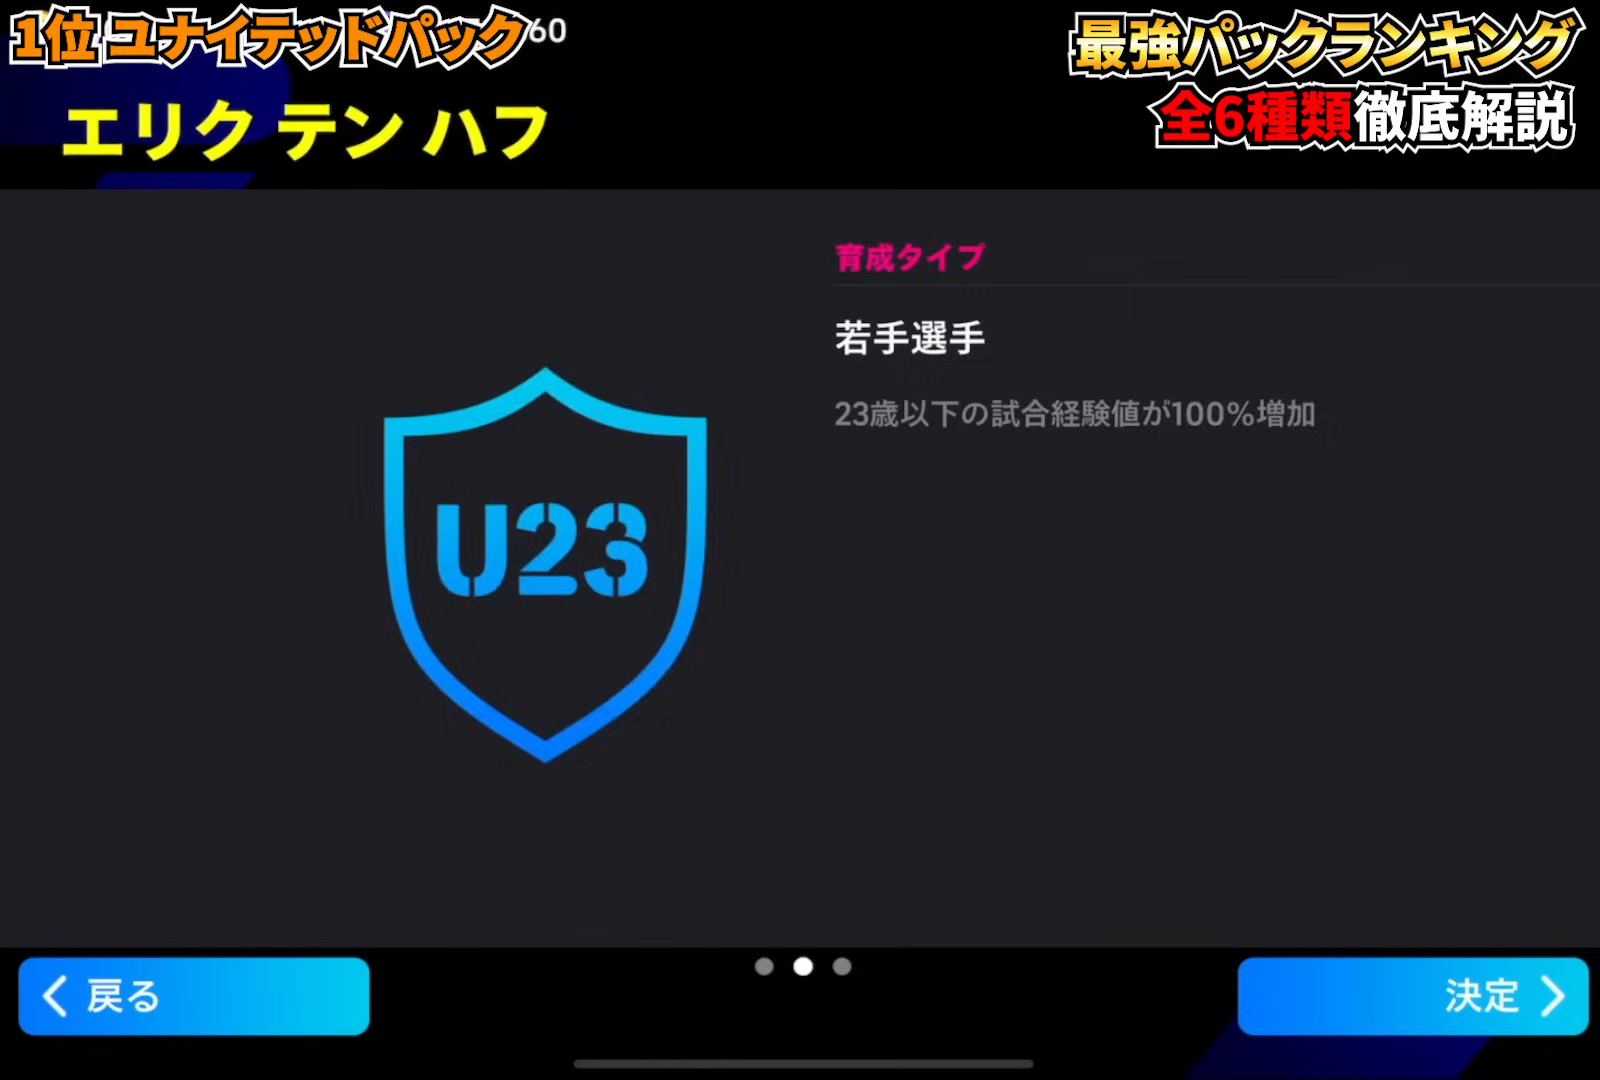 1位 ユナイテッドパック
60
最強パックランキング
全6種類徹底解説
エリク テン ハフ
育成タイプ
若手選手
23歳以下の試合経験値が100%増加
U23
戻る
決定